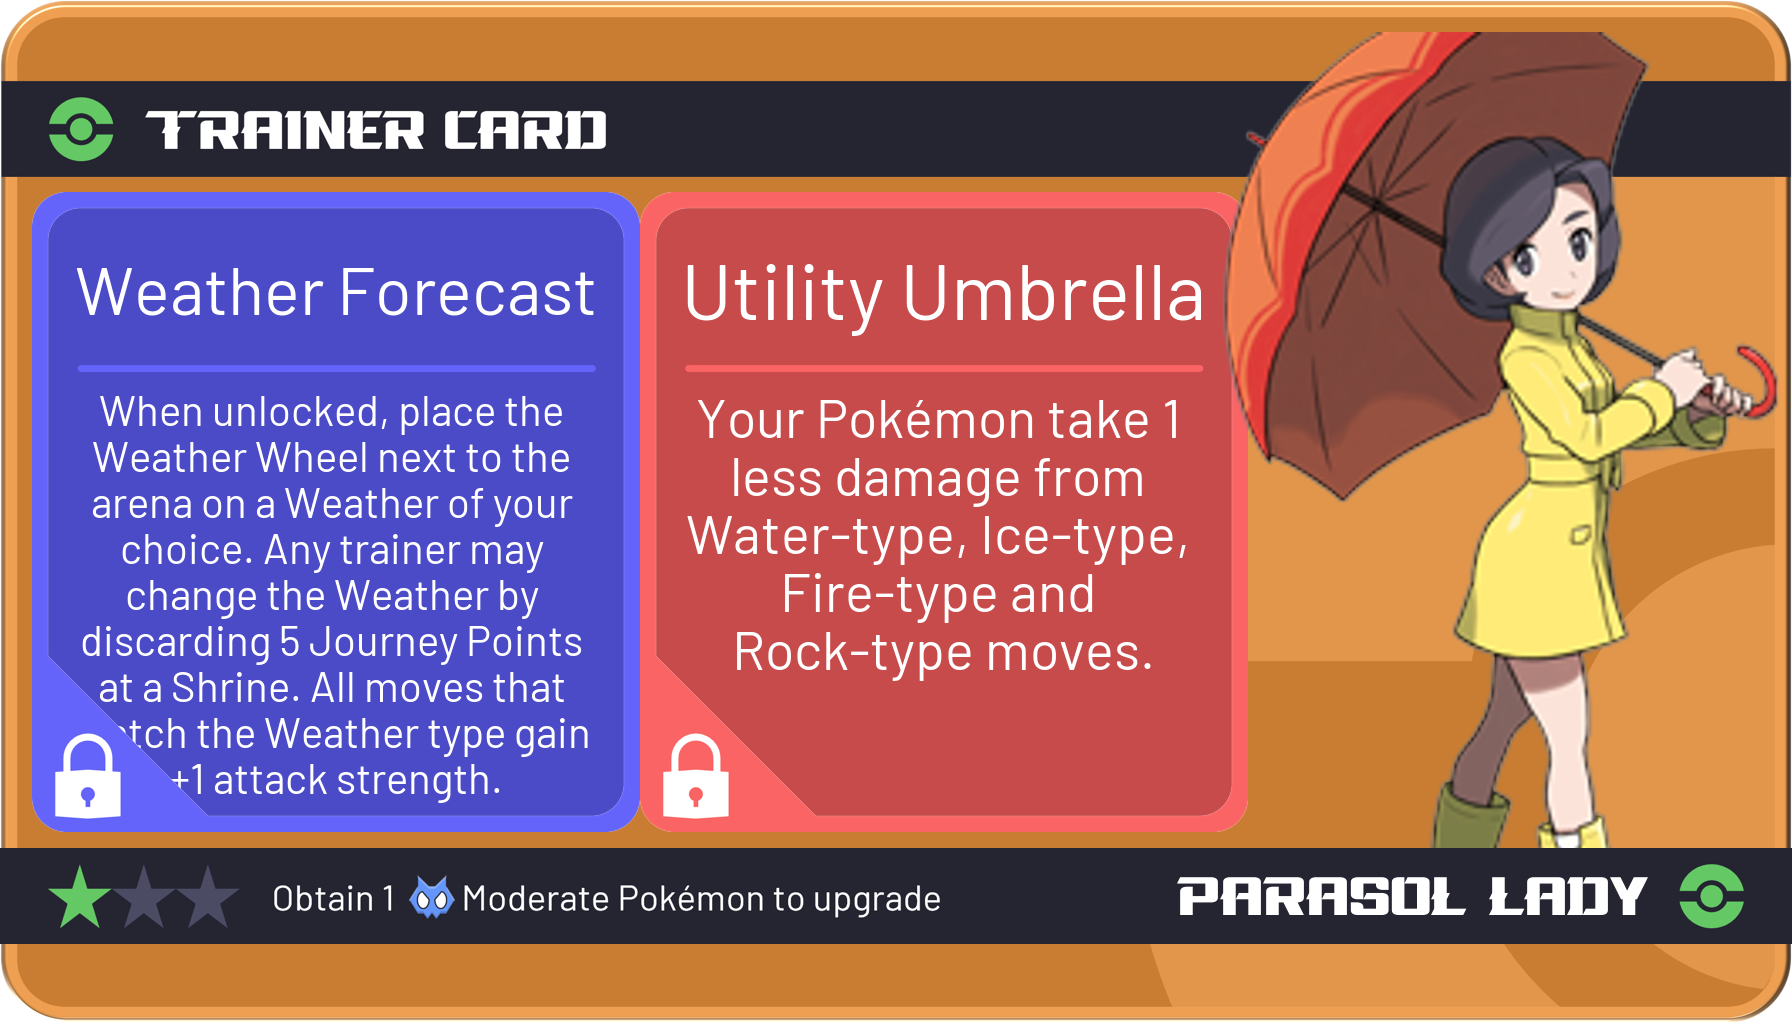 TRAINER CARD
Weather Forecast
When unlocked, place the
Weather Wheel next to the
arena on a Weather of your
choice. Any trainer may
change the Weather by
discarding 5 Journey Points
at a Shrine. All moves that
tch the Weather type gain
+1 attack strength.
Utility Umbrella
Your Pokémon take 1
less damage from
Water-type, Ice-type,
Fire-type and
Rock-type moves.
Obtain 1 Moderate Pokémon to upgrade
PARASOL LADY